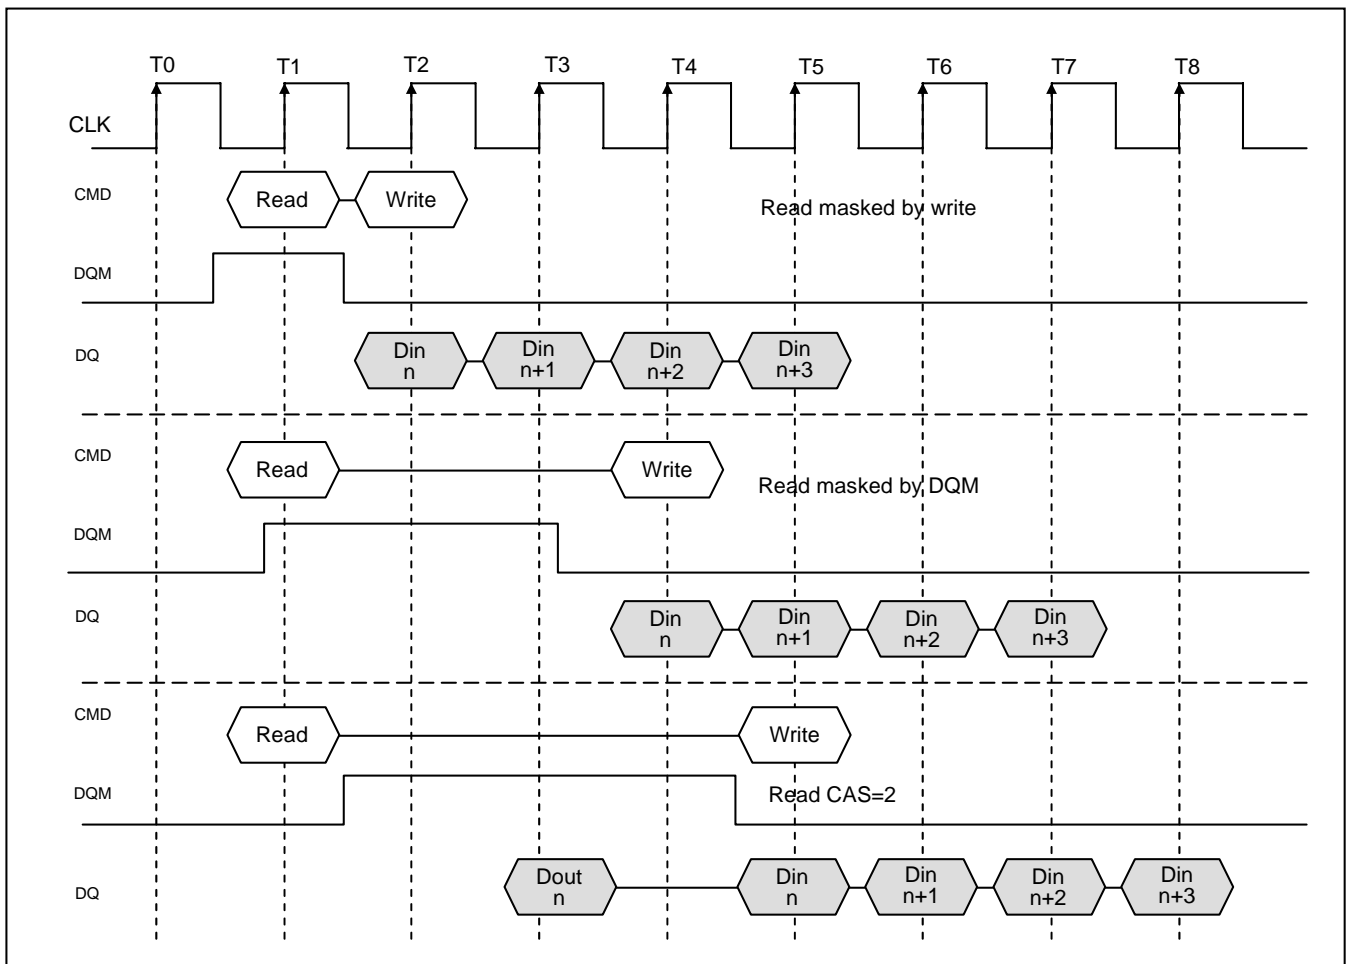 T0 T1 T2 T3 T4 T5 T6 T7 T8
CLK
CMD Read Write Read masked by write
DQM
DQ Din Din Din Din
n n+1 n+2 n+3
CMD Read Write Read masked by DQM
DQM
DQ Din Din Din Din
n n+1 n+2 n+3
CMD Read Write
DQM Read CAS=2
DQ Dout Din Din Din Din
n n n+1 n+2 n+3